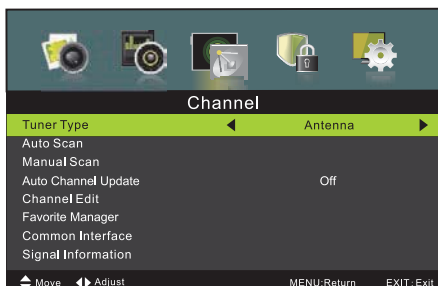 Channel
Tuner Type Antenna
Auto Scan
Manual Scan
Auto Channel Update Off
Channel Edit
Favorite Manager
Common Interface
Signal Information
Move Adjust MENU:Return EXIT:Exit